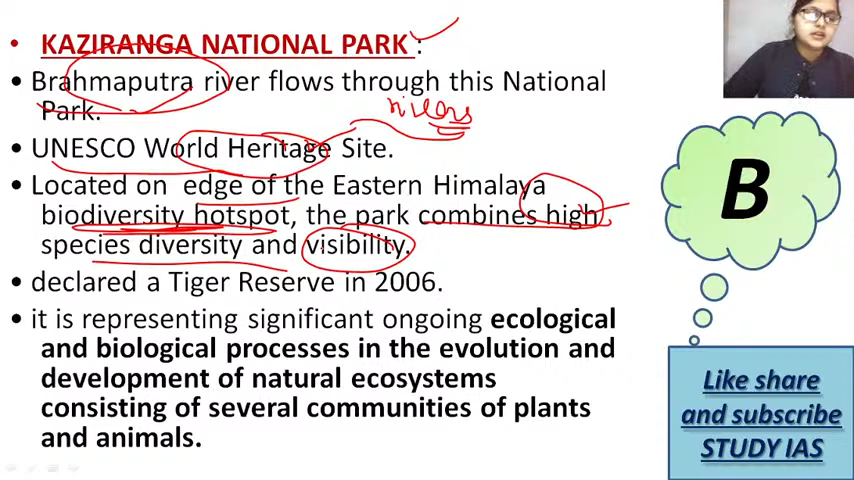 • KAZIRANGA NATIONAL PARK :
• Brahmaputra river flows through this National
Park.
rivers
• UNESCO World Heritage Site.
• Located on edge of the Eastern Himalaya
biodiversity hotspot, the park combines high
species diversity and visibility.
• declared a Tiger Reserve in 2006.
• it is representing significant ongoing ecological
and biological processes in the evolution and
development of natural ecosystems
consisting of several communities of plants
and animals.
B
Like share
and subscribe
STUDY IAS